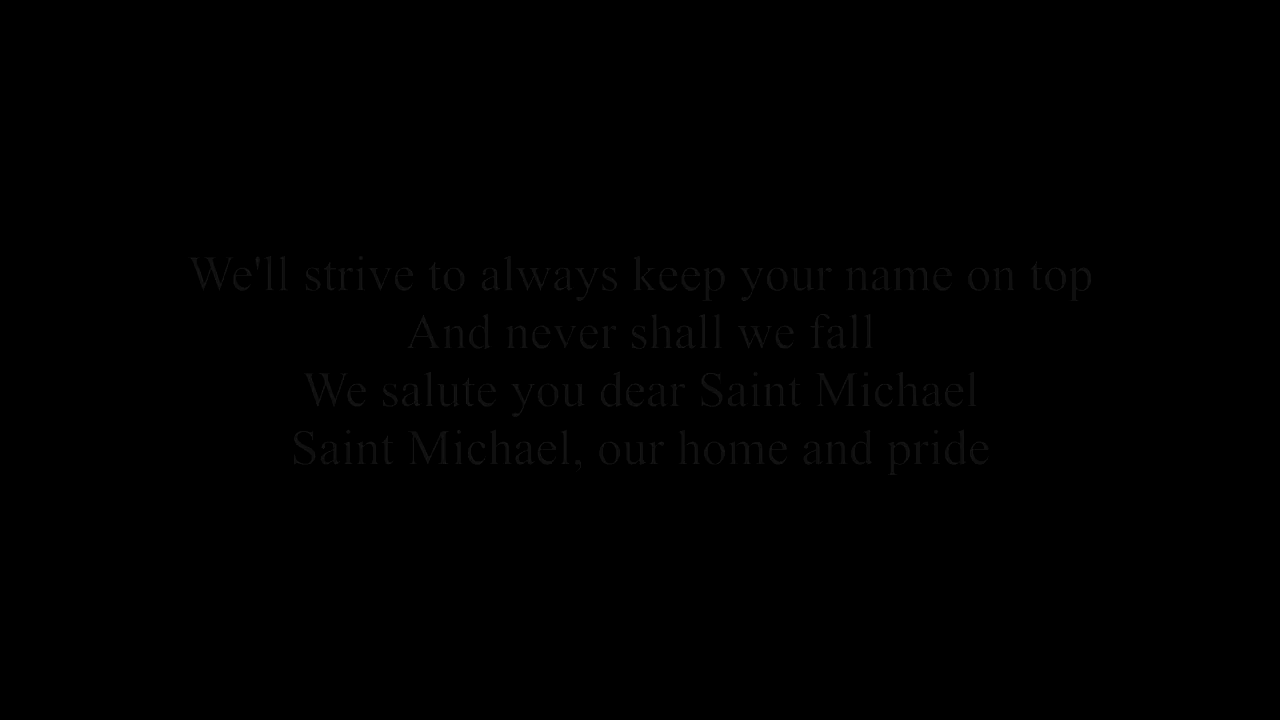 We'll strive to always keep your name on top
And never shall we fall
We salute you dear Saint Michael
Saint Michael, our home and pride